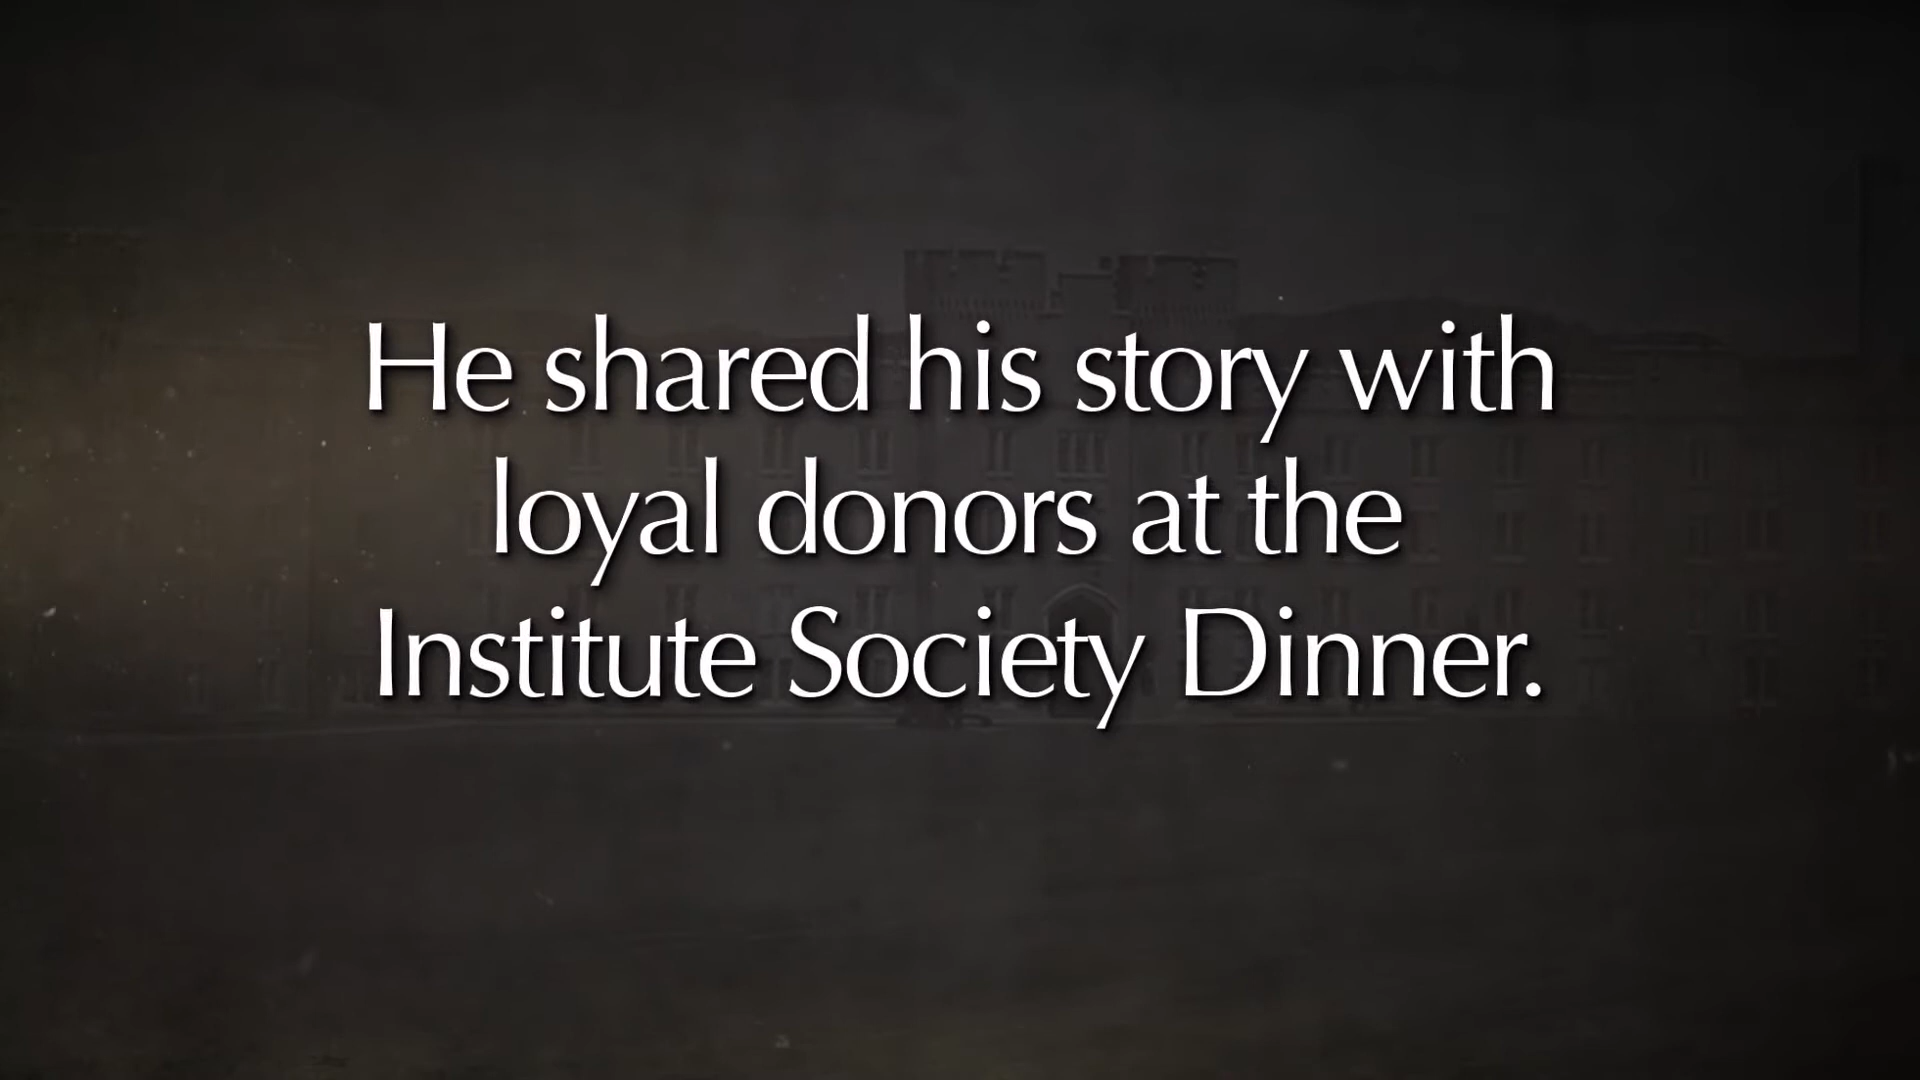 He shared his story with
loyal donors at the
Institute Society Dinner.